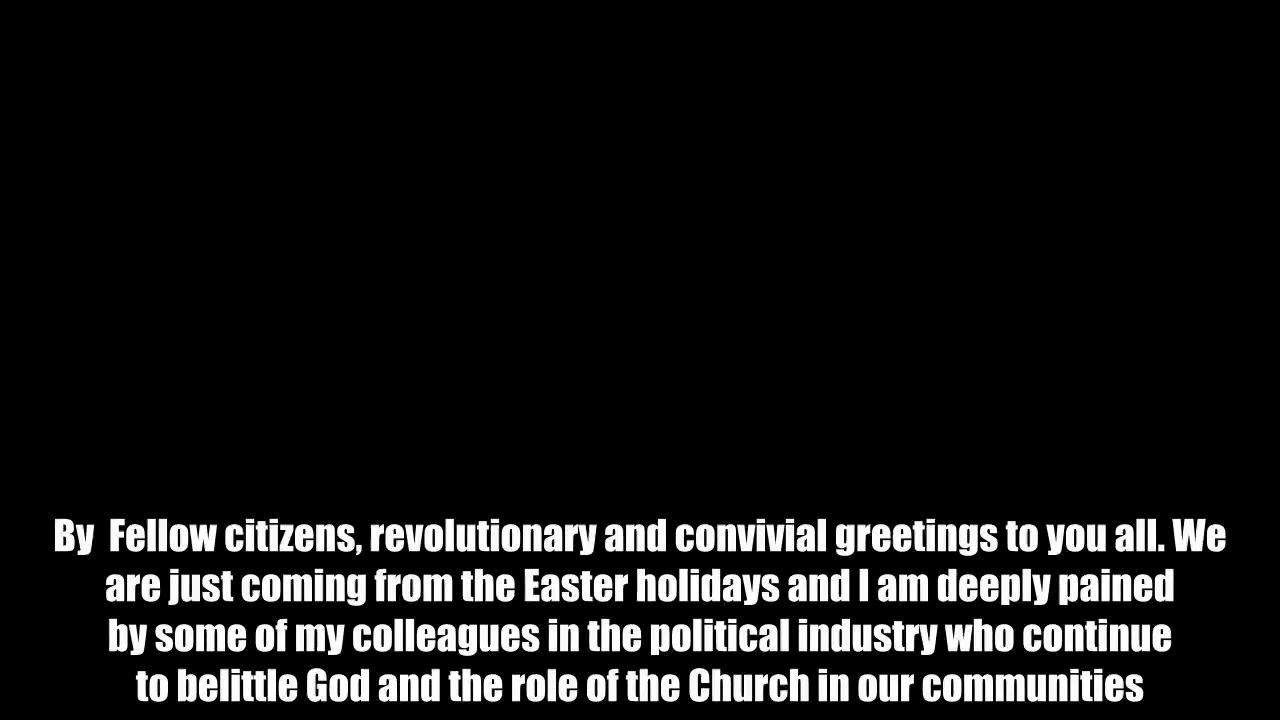 By  Fellow citizens, revolutionary and convivial greetings to you all. We
are just coming from the Easter holidays and I am deeply pained
by some of my colleagues in the political industry who continue
to belittle God and the role of the Church in our communities